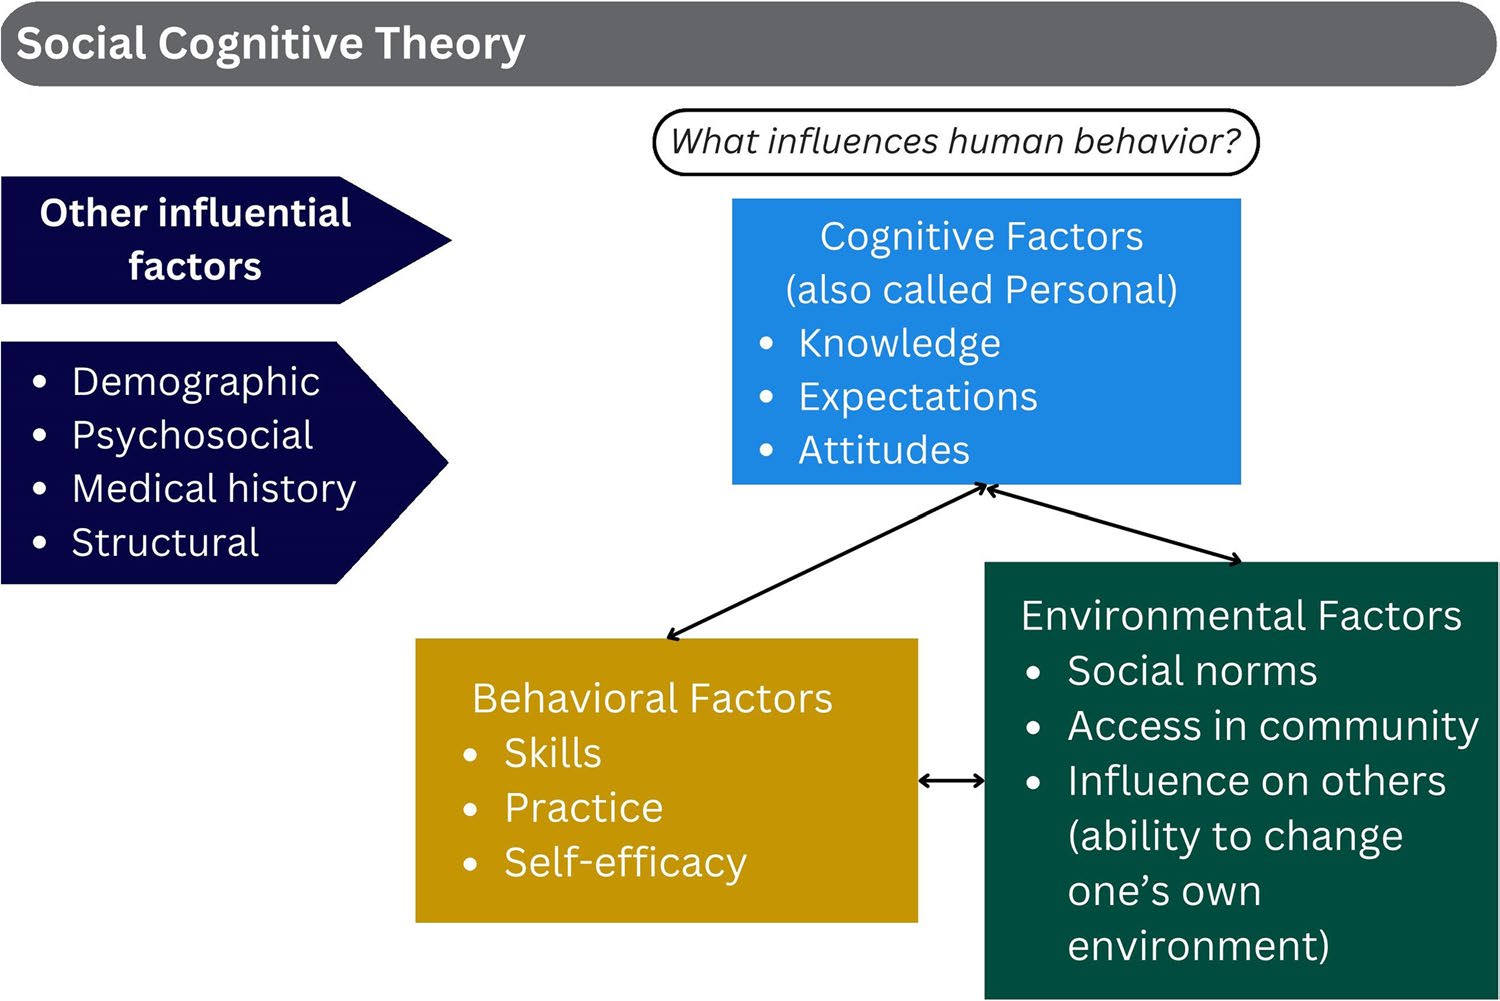 Social Cognitive Theory
What influences human behavior?
Other influential
factors
• Demographic
• Psychosocial
• Medical history
• Structural
Cognitive Factors
(also called Personal)
• Knowledge
• Expectations
• Attitudes
Behavioral Factors
• Skills
• Practice
• Self-efficacy
Environmental Factors
• Social norms
• Access in community
• Influence on others
(ability to change
one’s own
environment)